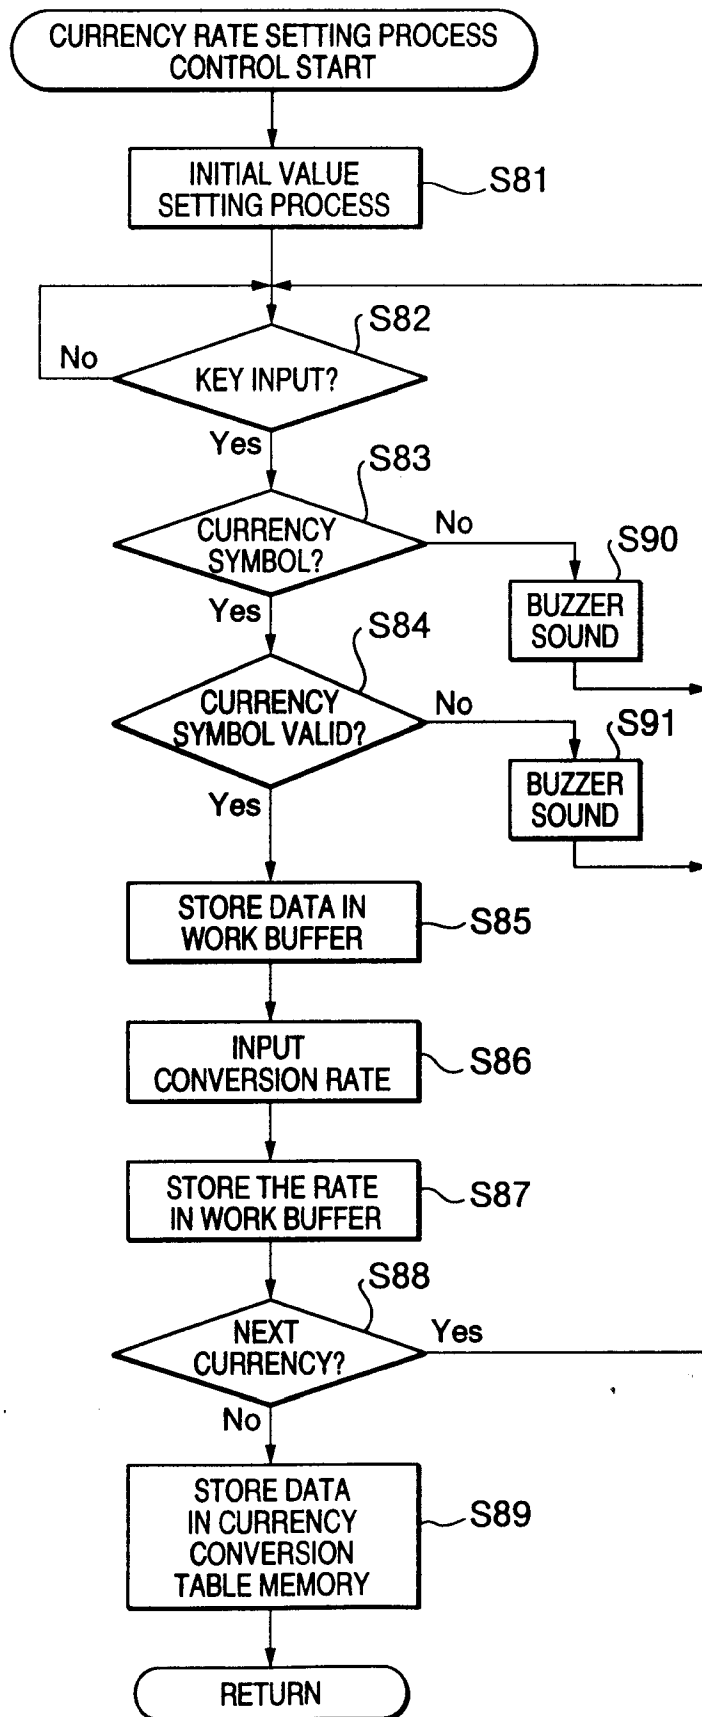 CURRENCY RATE SETTING PROCESS
CONTROL START
INITIAL VALUE
SETTING PROCESS
S81
S82
No
KEY INPUT?
Yes
S83
CURRENCY
SYMBOL?
No
S90
BUZZER
SOUND
Yes
S84
CURRENCY
SYMBOL VALID?
No
S91
BUZZER
SOUND
Yes
STORE DATA IN
WORK BUFFER
S85
INPUT
CONVERSION RATE
S86
STORE THE RATE
IN WORK BUFFER
S87
S88
NEXT
CURRENCY?
Yes
No
STORE DATA
IN CURRENCY
CONVERSION
TABLE MEMORY
S89
RETURN